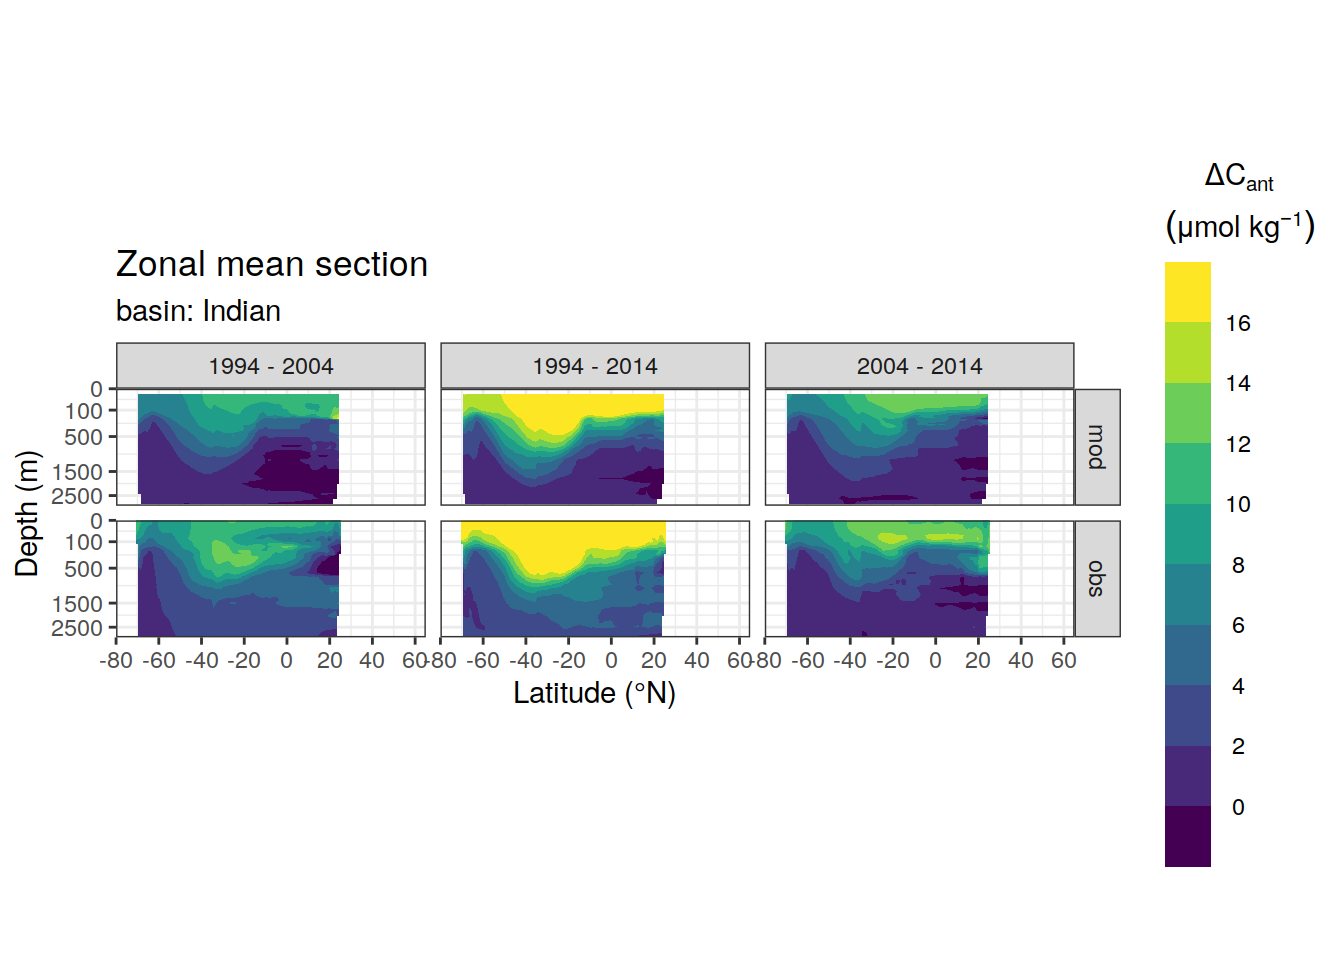 Zonal mean section
basin: Indian
1994 - 2004
1994 - 2014
2004 - 2014
0
100
500
1500
2500
mod
0
100
500
1500
2500
obs
-80 -60 -40 -20 0 20 40 60
-80 -60 -40 -20 0 20 40 60
-80 -60 -40 -20 0 20 40 60
Latitude (°N)
Depth (m)
ΔCant
(μmol kg⁻¹)
16
14
12
10
8
6
4
2
0